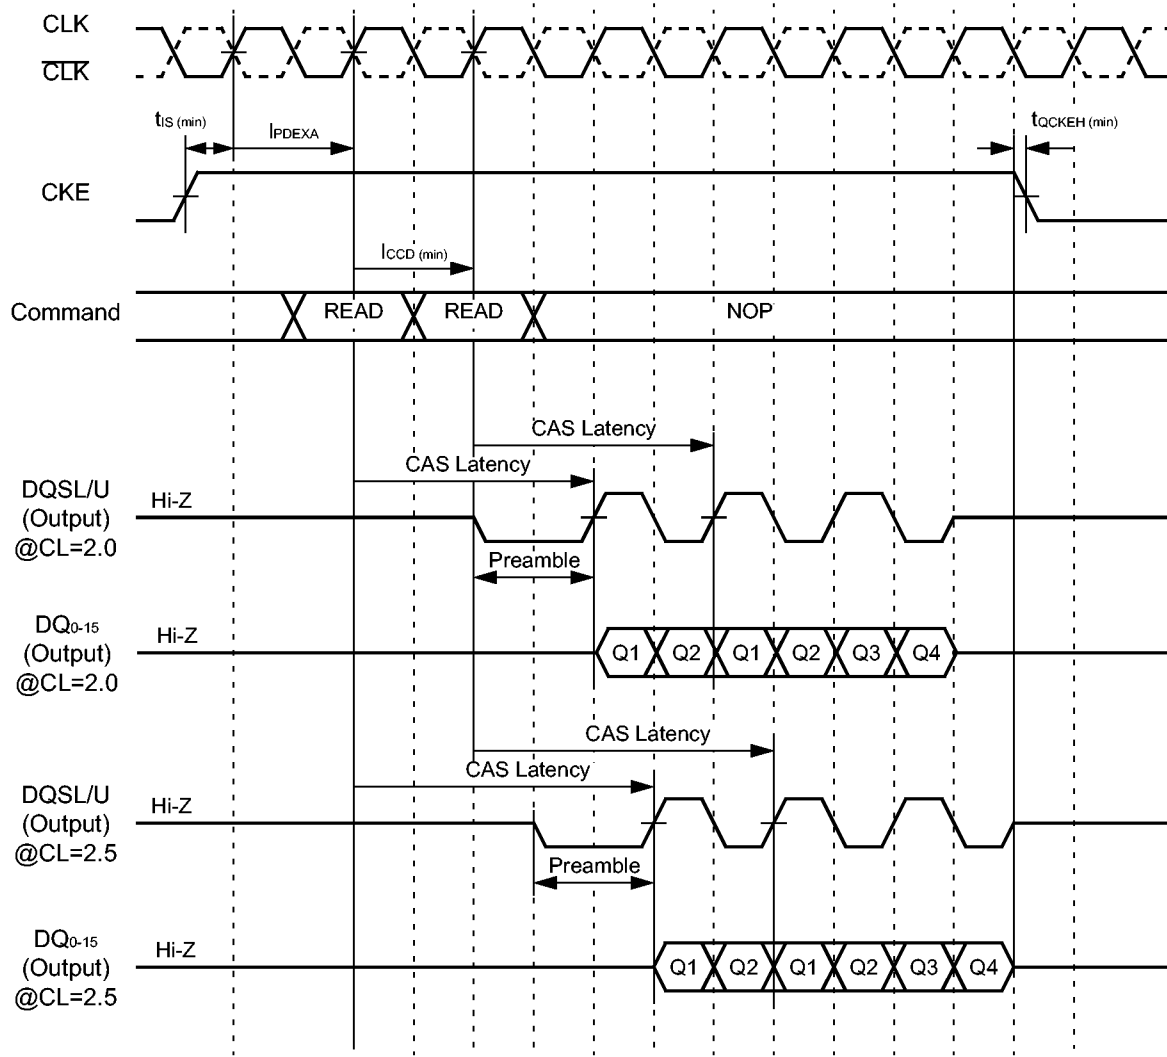 CLK
CLK
tIS (min)
lPDEXA
tQCKEH (min)
CKE
lCCD (min)
Command
READ
READ
NOP
CAS Latency
CAS Latency
DQSL/U
(Output)
@CL=2.0
Hi-Z
Preamble
DQ0-15
(Output)
@CL=2.0
Hi-Z
Q1 Q2 Q1 Q2 Q3 Q4
CAS Latency
CAS Latency
DQSL/U
(Output)
@CL=2.5
Hi-Z
Preamble
DQ0-15
(Output)
@CL=2.5
Hi-Z
Q1 Q2 Q1 Q2 Q3 Q4